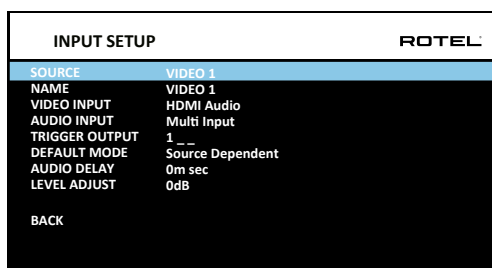 INPUT SETUP ROTEL
SOURCE VIDEO 1
NAME VIDEO 1
VIDEO INPUT HDMI Audio
AUDIO INPUT Multi Input
TRIGGER OUTPUT 1 _ _
DEFAULT MODE Source Dependent
AUDIO DELAY 0m sec
LEVEL ADJUST 0dB
BACK